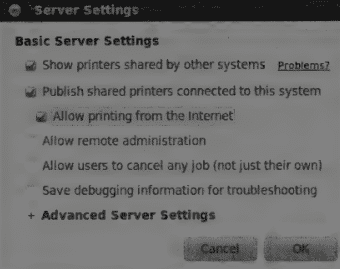 Server Settings
Basic Server Settings
Show printers shared by other systems Problems?
Publish shared printers connected to this system
Allow printing from the Internet
Allow remote administration
Allow users to cancel any job (not just their own)
Save debugging information for troubleshooting
+ Advanced Server Settings
Cancel OK